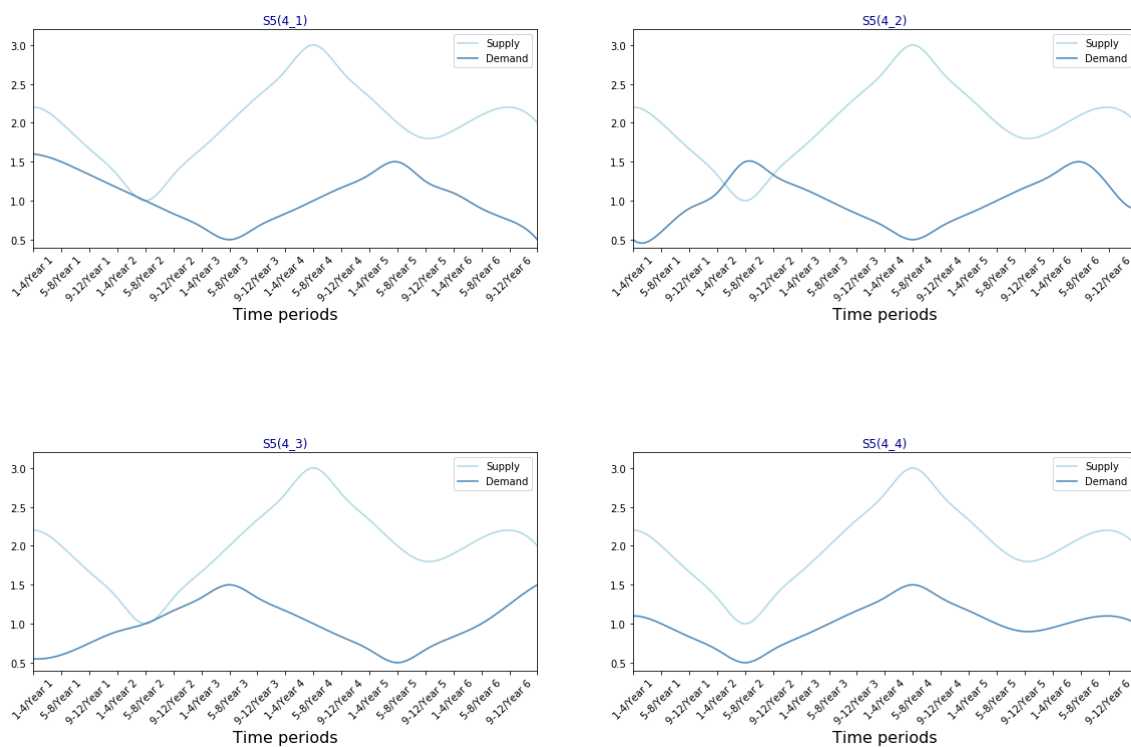 S5(4_1)
3.0
2.5
2.0
1.5
1.0
0.5
Supply
Demand
1-4/Year 1
5-8/Year 1
9-12/Year 1
1-4/Year 2
5-8/Year 2
9-12/Year 2
1-4/Year 3
5-8/Year 3
9-12/Year 3
1-4/Year 4
5-8/Year 4
9-12/Year 4
1-4/Year 5
5-8/Year 5
9-12/Year 5
1-4/Year 6
5-8/Year 6
9-12/Year 6
Time periods
S5(4_2)
3.0
2.5
2.0
1.5
1.0
0.5
Supply
Demand
1-4/Year 1
5-8/Year 1
9-12/Year 1
1-4/Year 2
5-8/Year 2
9-12/Year 2
1-4/Year 3
5-8/Year 3
9-12/Year 3
1-4/Year 4
5-8/Year 4
9-12/Year 4
1-4/Year 5
5-8/Year 5
9-12/Year 5
1-4/Year 6
5-8/Year 6
9-12/Year 6
Time periods
S5(4_3)
3.0
2.5
2.0
1.5
1.0
0.5
Supply
Demand
1-4/Year 1
5-8/Year 1
9-12/Year 1
1-4/Year 2
5-8/Year 2
9-12/Year 2
1-4/Year 3
5-8/Year 3
9-12/Year 3
1-4/Year 4
5-8/Year 4
9-12/Year 4
1-4/Year 5
5-8/Year 5
9-12/Year 5
1-4/Year 6
5-8/Year 6
9-12/Year 6
Time periods
S5(4_4)
3.0
2.5
2.0
1.5
1.0
0.5
Supply
Demand
1-4/Year 1
5-8/Year 1
9-12/Year 1
1-4/Year 2
5-8/Year 2
9-12/Year 2
1-4/Year 3
5-8/Year 3
9-12/Year 3
1-4/Year 4
5-8/Year 4
9-12/Year 4
1-4/Year 5
5-8/Year 5
9-12/Year 5
1-4/Year 6
5-8/Year 6
9-12/Year 6
Time periods